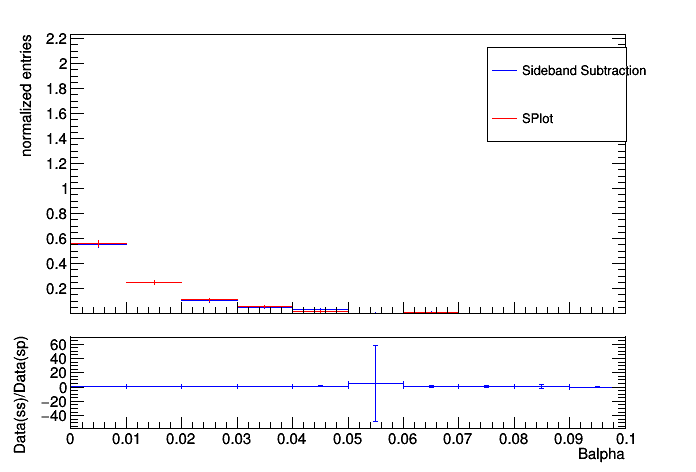 normalized entries
2.2
2
1.8
1.6
1.4
1.2
1
0.8
0.6
0.4
0.2
Sideband Subtraction
SPlot
Data(ss)/Data(sp)
60
40
20
0
−20
−40
0 0.01 0.02 0.03 0.04 0.05 0.06 0.07 0.08 0.09 0.1
Balpha